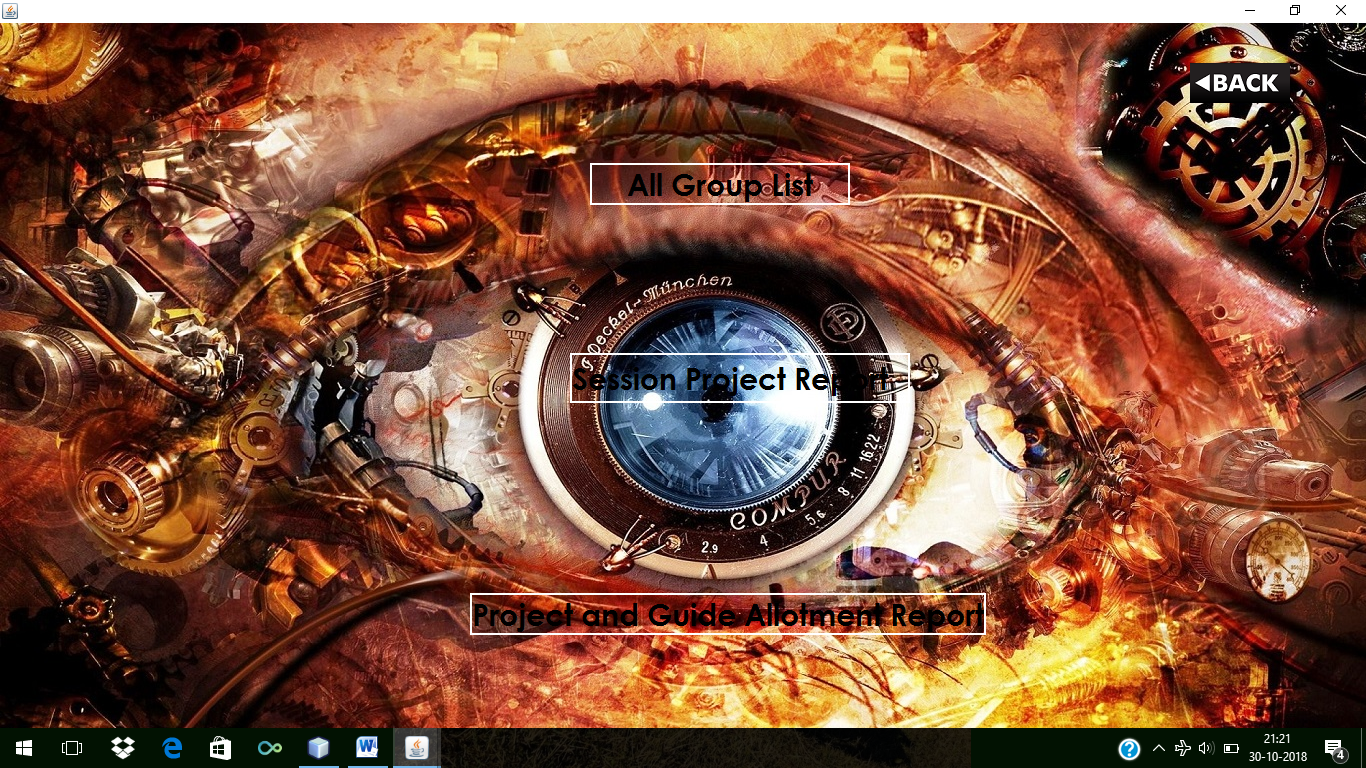 BACK
All Group List
F. Deckel-München
Session Project Report
COMPUR
2.9 4 5.6 8 11 16 22
Project and Guide Allotment Report
21:21
30-10-2018
4